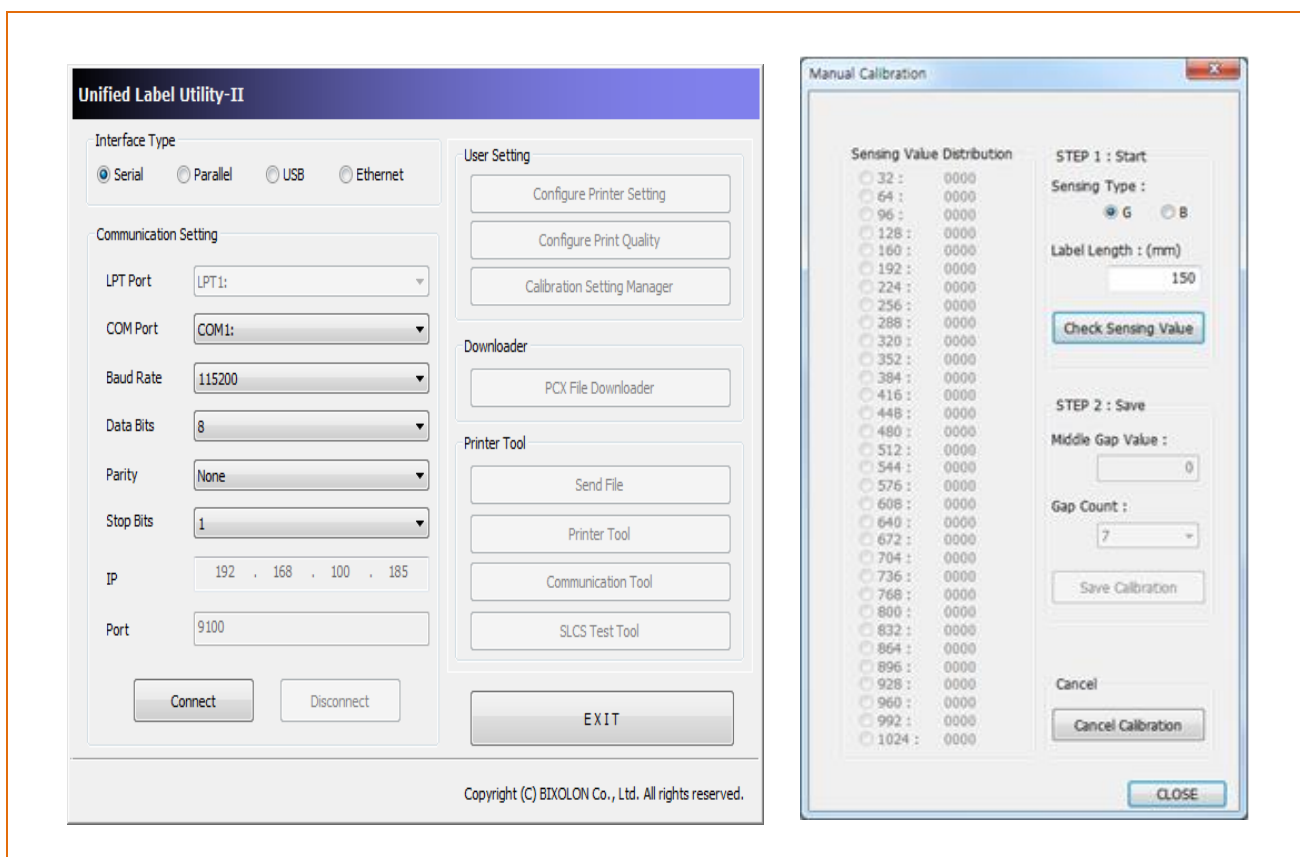 Unified Label Utility-II
Interface Type
Serial Parallel USB Ethernet
Communication Setting
LPT Port LPT1:
COM Port COM1:
Baud Rate 115200
Data Bits 8
Parity None
Stop Bits 1
IP 192 . 168 . 100 . 185
Port 9100
Connect Disconnect
User Setting
Configure Printer Setting
Configure Print Quality
Calibration Setting Manager
Downloader
PCX File Downloader
Printer Tool
Send File
Printer Tool
Communication Tool
SLCS Test Tool
EXIT
Copyright (C) BIXOLON Co., Ltd. All rights reserved.
Manual Calibration
Sensing Value Distribution
32 : 0000
64 : 0000
96 : 0000
128 : 0000
160 : 0000
192 : 0000
224 : 0000
256 : 0000
288 : 0000
320 : 0000
352 : 0000
384 : 0000
416 : 0000
448 : 0000
480 : 0000
512 : 0000
544 : 0000
576 : 0000
608 : 0000
640 : 0000
672 : 0000
704 : 0000
736 : 0000
768 : 0000
800 : 0000
832 : 0000
864 : 0000
896 : 0000
928 : 0000
960 : 0000
992 : 0000
1024 : 0000
STEP 1 : Start
Sensing Type :
G B
Label Length : (mm)
150
Check Sensing Value
STEP 2 : Save
Middle Gap Value :
0
Gap Count :
7
Save Calibration
Cancel
Cancel Calibration
CLOSE